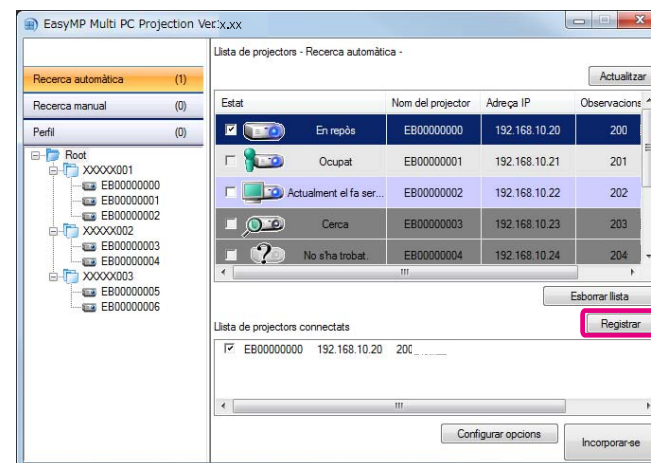 EasyMP Multi PC Projection Ver.x.xx
Llista de projectors - Recerca automàtica -
Recerca automàtica (1)
Actualitzar
Recerca manual (0)
Perfil (0)
Estat Nom del projector Adreça IP Observacions
En repòs EB00000000 192.168.10.20 200
Ocupat EB00000001 192.168.10.21 201
Actualment el fa ser... EB00000002 192.168.10.22 202
Cerca EB00000003 192.168.10.23 203
No s'ha trobat. EB00000004 192.168.10.24 204
Root
XXXXX001
EB00000000
EB00000001
EB00000002
XXXXX002
EB00000003
EB00000004
XXXXX003
EB00000005
EB00000006
Esborrar llista
Llista de projectors connectats
Registrar
EB00000000 192.168.10.20 200
Configurar opcions
Incorporar-se